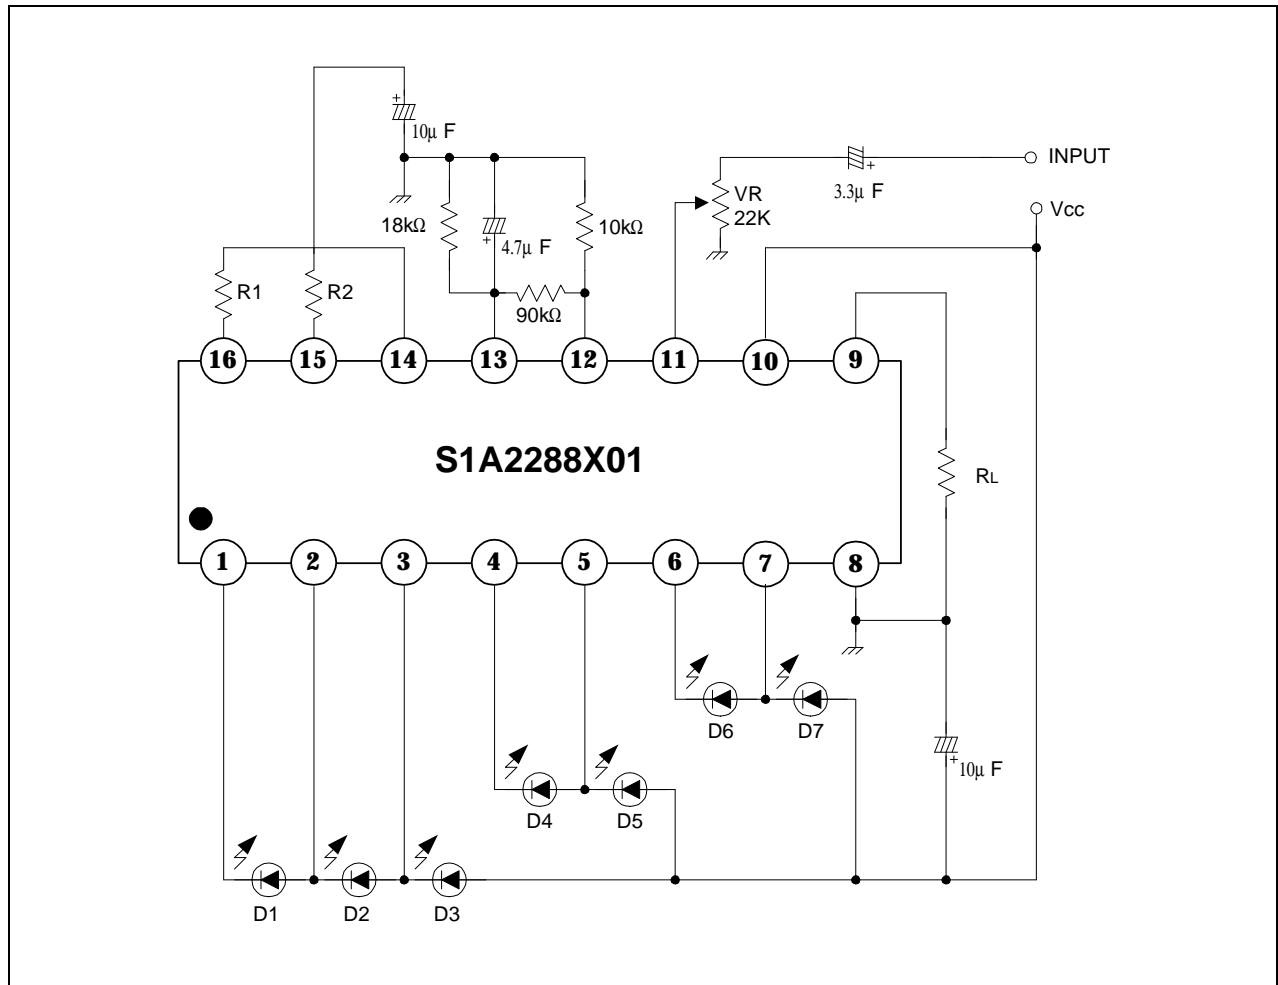 10µ F
INPUT
3.3µ F
VR
22K
Vcc
18kΩ
4.7µ F
10kΩ
R1
R2
90kΩ
16 15 14 13 12 11 10 9
S1A2288X01
RL
1 2 3 4 5 6 7 8
D6 D7
10µ F
D4 D5
D1 D2 D3